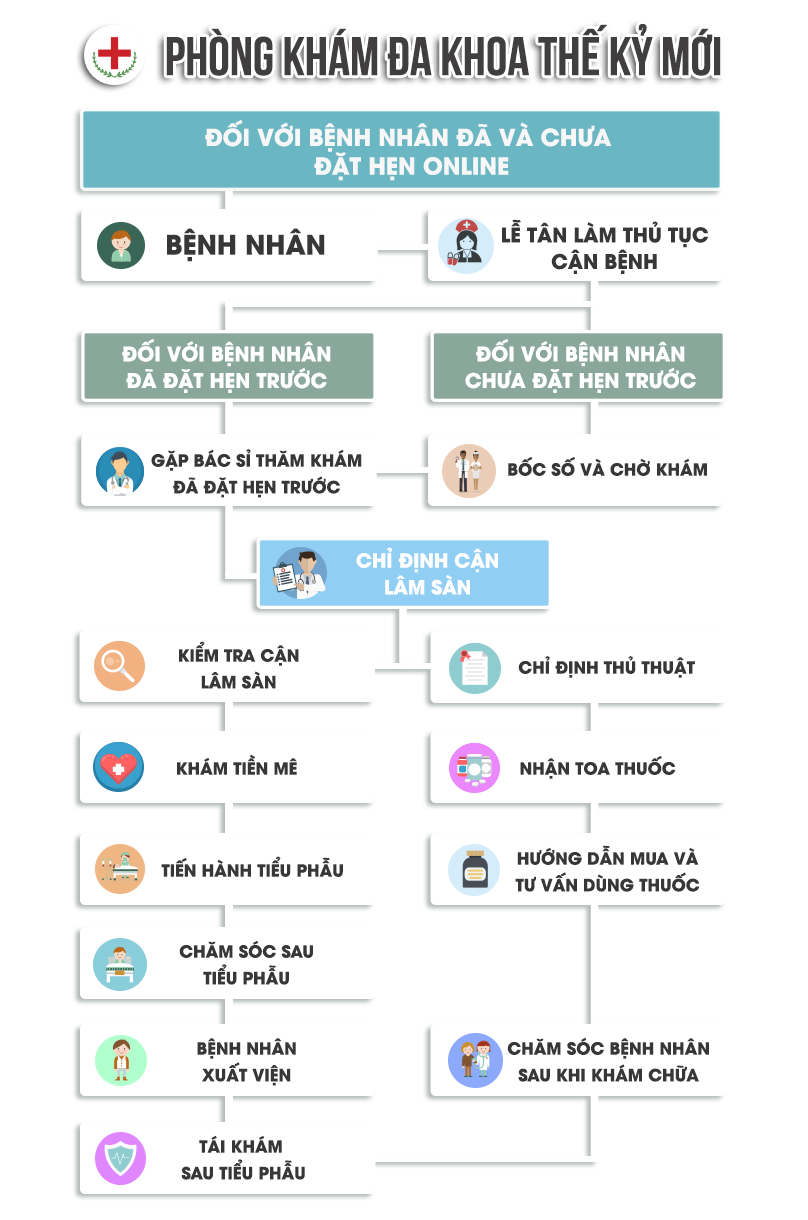 PHÒNG KHÁM ĐA KHOA THẾ KỶ MỚI
ĐỐI VỚI BỆNH NHÂN ĐÃ VÀ CHƯA
ĐẶT HẸN ONLINE
BỆNH NHÂN
LỄ TÂN LÀM THỦ TỤC
CẬN BỆNH
ĐỐI VỚI BỆNH NHÂN
ĐÃ ĐẶT HẸN TRƯỚC
ĐỐI VỚI BỆNH NHÂN
CHƯA ĐẶT HẸN TRƯỚC
GẶP BÁC SỈ THĂM KHÁM
ĐÃ ĐẶT HẸN TRƯỚC
BỐC SỐ VÀ CHỜ KHÁM
CHỈ ĐỊNH CẬN
LÂM SÀN
KIỂM TRA CẬN
LÂM SÀN
CHỈ ĐỊNH THỦ THUẬT
KHÁM TIỀN MÊ
NHẬN TOA THUỐC
TIẾN HÀNH TIỂU PHẪU
HƯỚNG DẪN MUA VÀ
TƯ VẤN DÙNG THUỐC
CHĂM SÓC SAU
TIỂU PHẪU
BỆNH NHÂN
XUẤT VIỆN
CHĂM SÓC BỆNH NHÂN
SAU KHI KHÁM CHỮA
TÁI KHÁM
SAU TIỂU PHẪU